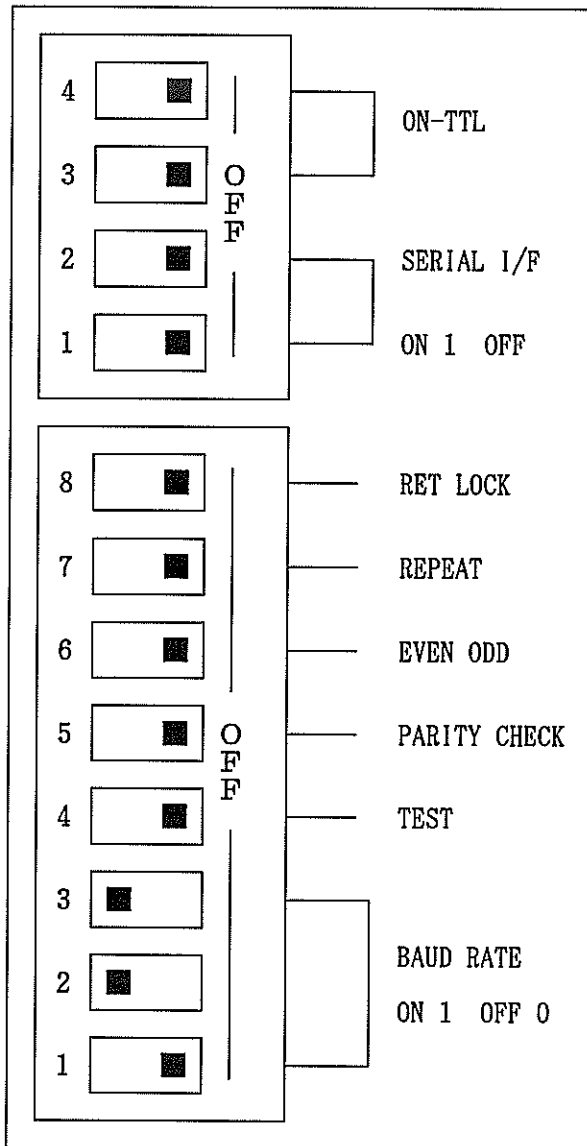 4
ON-TTL
3
OFF
2
SERIAL I/F
1
ON 1 OFF
8
RET LOCK
7
REPEAT
6
EVEN ODD
5
OFF
PARITY CHECK
4
TEST
3
BAUD RATE
2
ON 1 OFF 0
1